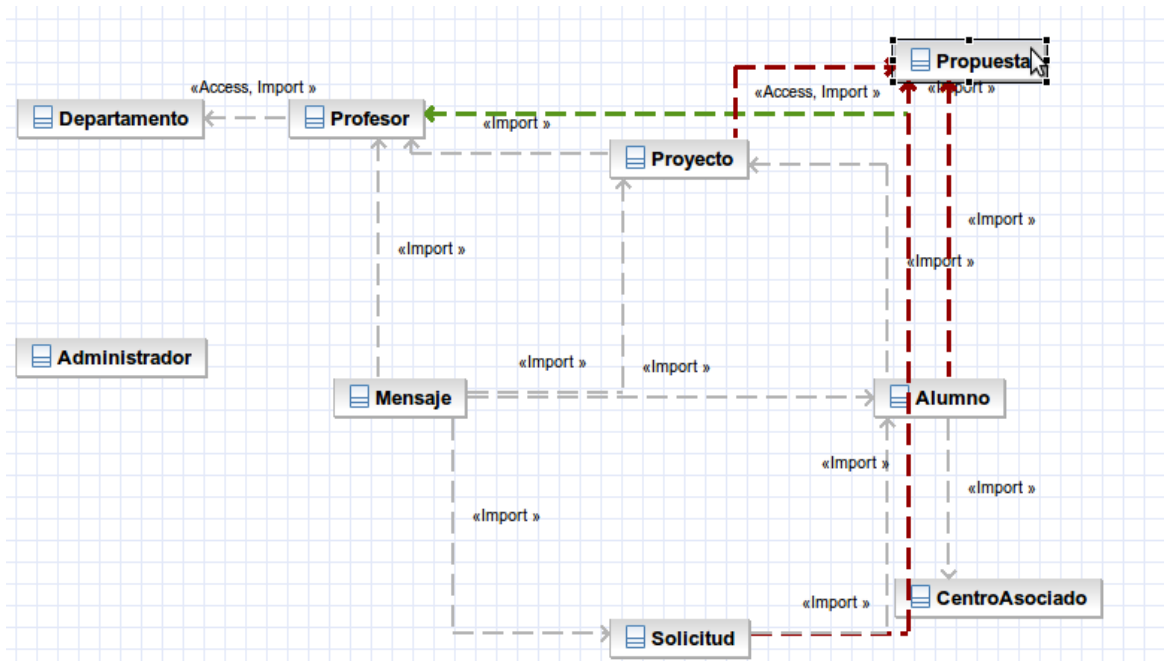 Propuesta
«Access, Import »
«Access, Import »
«Import »
Departamento
Profesor
«Import »
Proyecto
«Import »
«Import »
«Import »
Administrador
«Import »
«Import »
Mensaje
Alumno
«Import »
«Import »
«Import »
CentroAsociado
«Import »
Solicitud